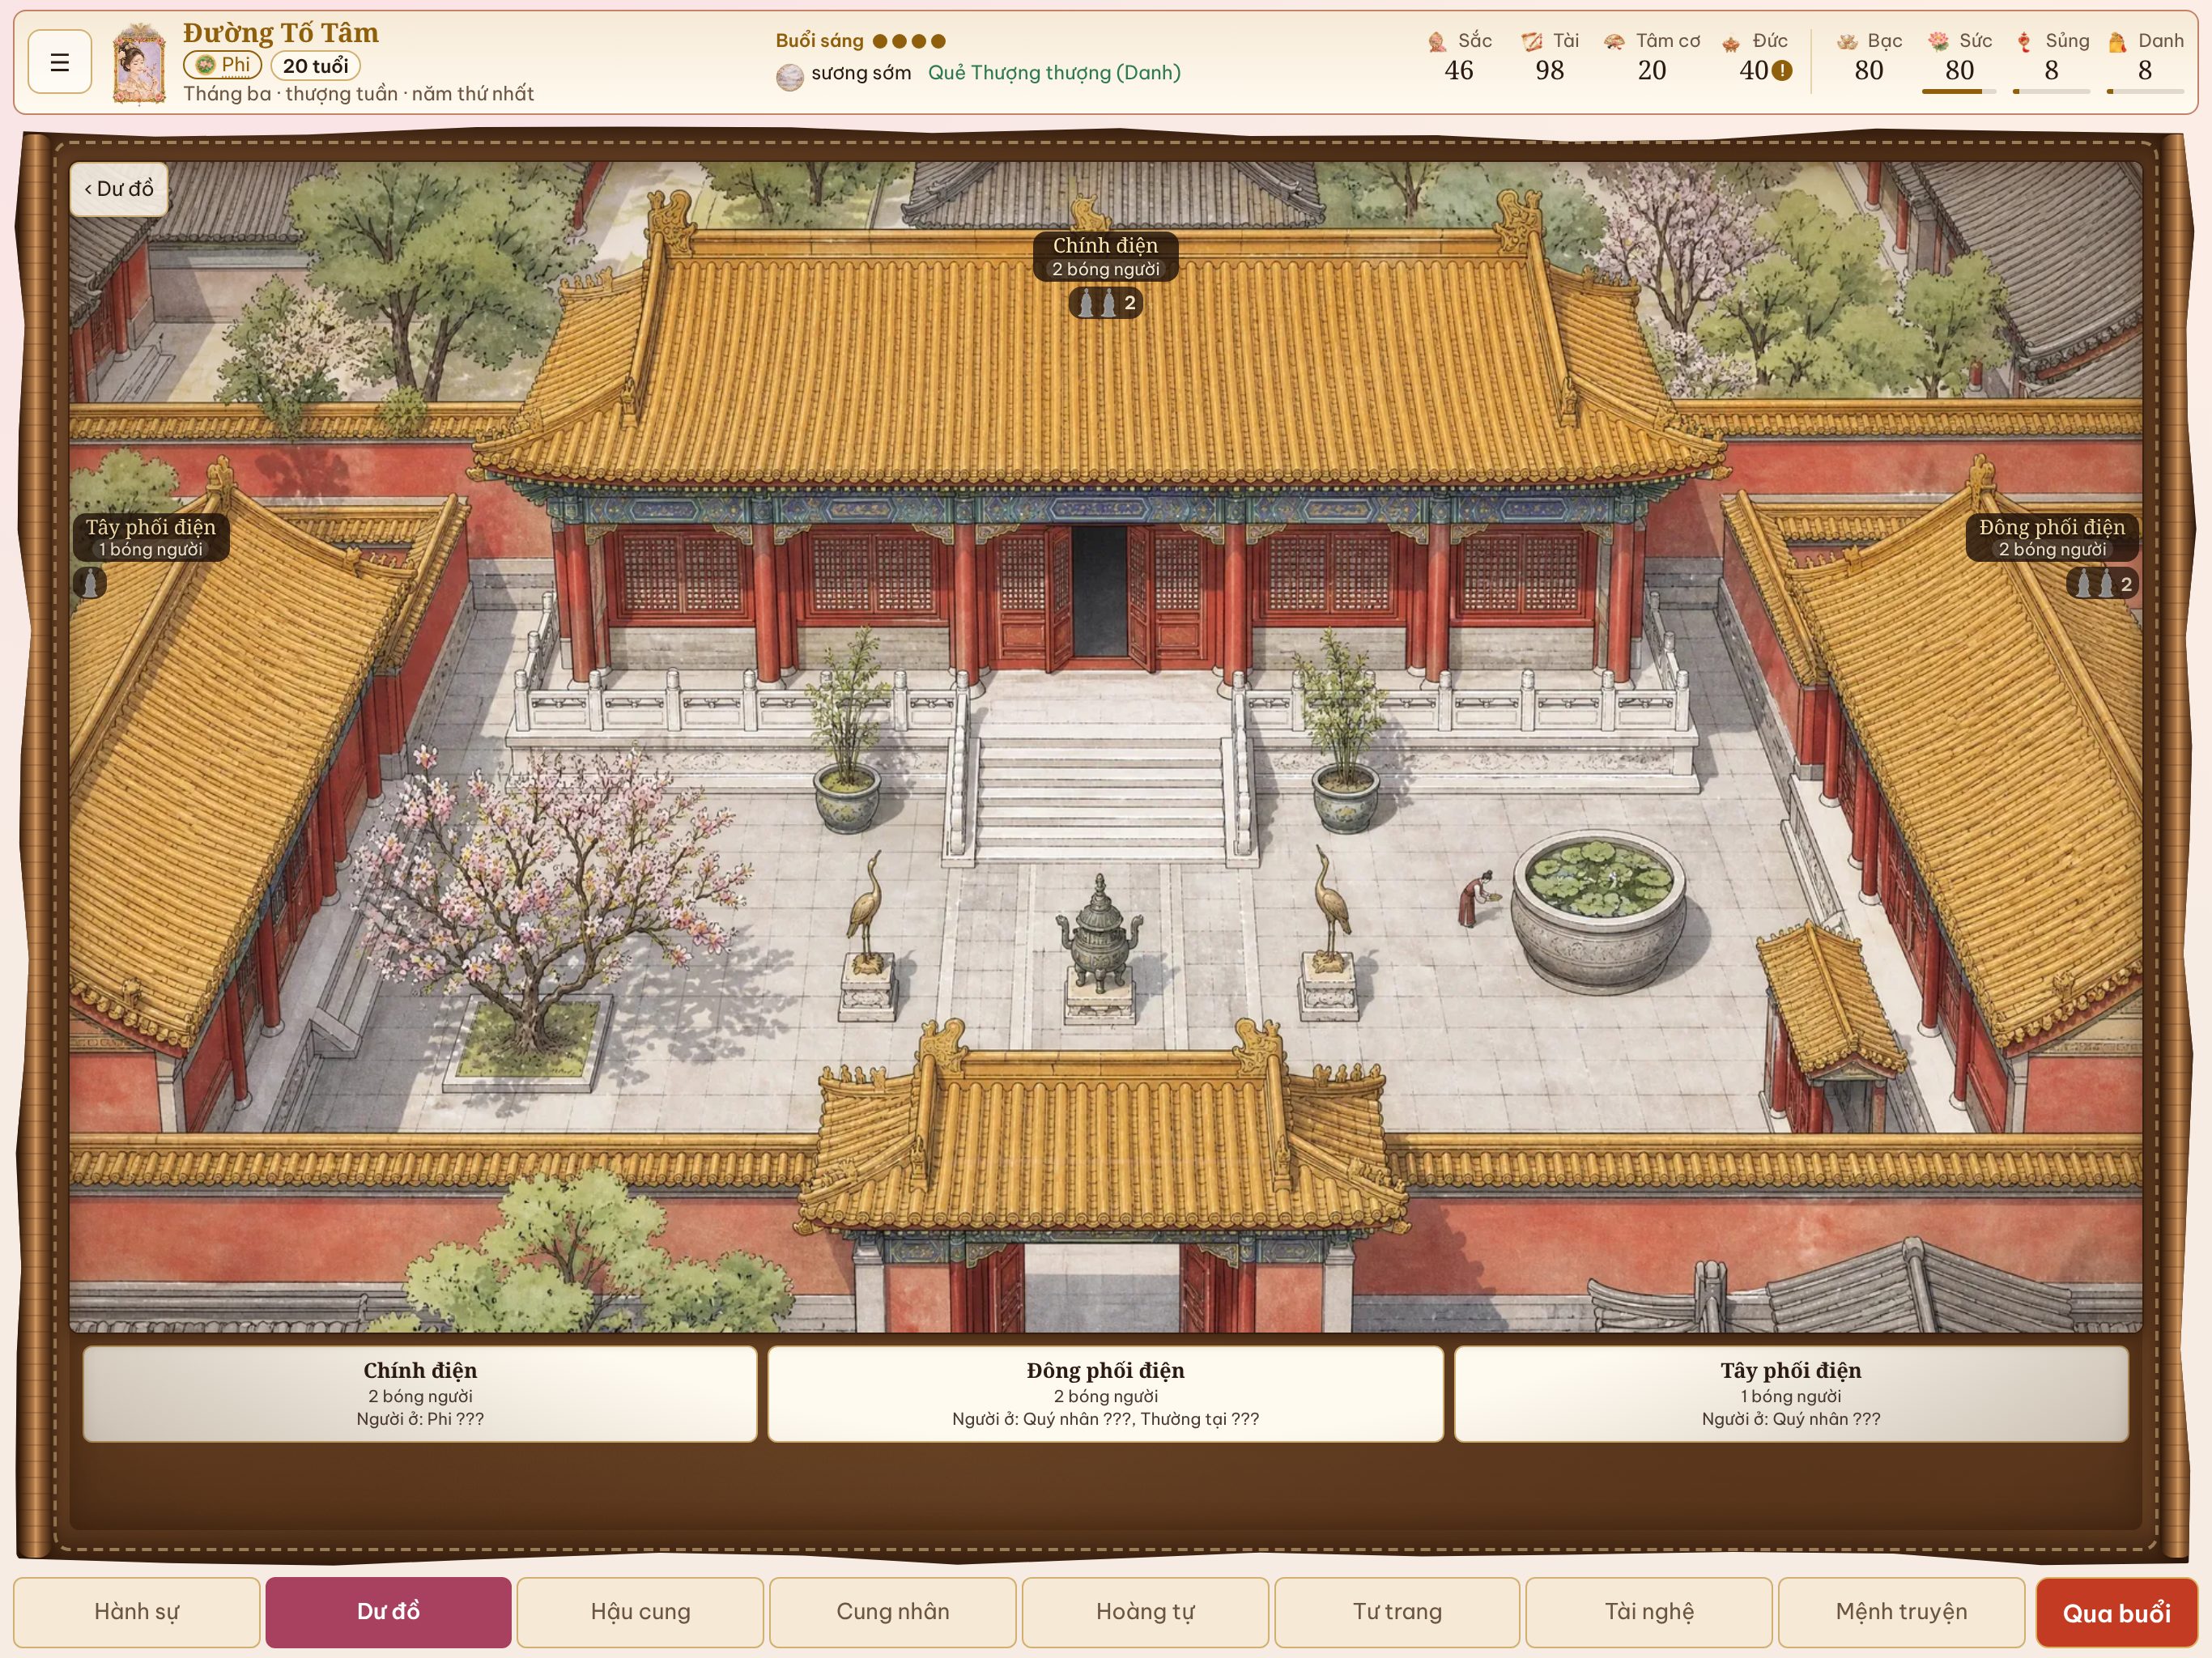 ☰
Đường Tố Tâm
Phi
20 tuổi
Tháng ba · thượng tuần · năm thứ nhất
Buổi sáng
sương sớm Quẻ Thượng thượng (Danh)
Sắc Tài Tâm cơ Đức Bạc Sức Sủng Danh
46 98 20 40 ! 80 80 8 8
‹ Dư đồ
Chính điện
2 bóng người
2
Tây phối điện
1 bóng người
Đông phối điện
2 bóng người
2
Chính điện
2 bóng người
Người ở: Phi ???
Đông phối điện
2 bóng người
Người ở: Quý nhân ???, Thường tại ???
Tây phối điện
1 bóng người
Người ở: Quý nhân ???
Hành sự
Dư đồ
Hậu cung
Cung nhân
Hoàng tự
Tư trang
Tài nghệ
Mệnh truyện
Qua buổi